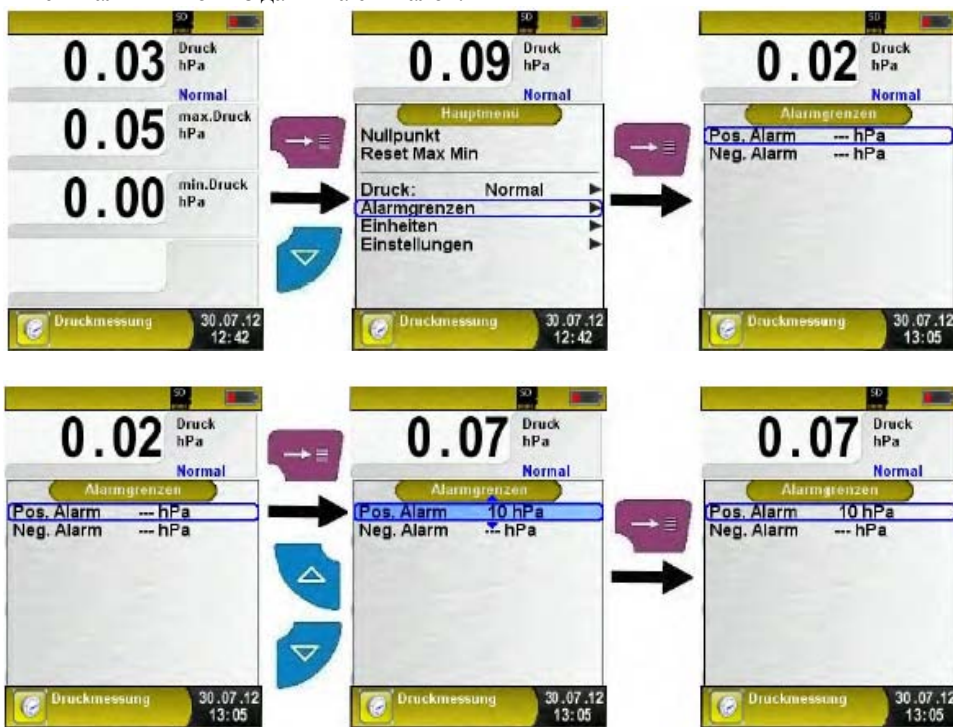 SD
0.03 Druck hPa
Normal
0.05 max.Druck hPa
0.00 min.Druck hPa
Druckmessung 30.07.12 12:42
SD
0.09 Druck hPa
Normal
Hauptmenü
Nullpunkt
Reset Max Min
Druck: Normal
Alarmgrenzen
Einheiten
Einstellungen
Druckmessung 30.07.12 12:42
SD
0.02 Druck hPa
Normal
Alarmgrenzen
Pos. Alarm --- hPa
Neg. Alarm --- hPa
Druckmessung 30.07.12 13:05
SD
0.02 Druck hPa
Normal
Alarmgrenzen
Pos. Alarm --- hPa
Neg. Alarm --- hPa
Druckmessung 30.07.12 13:05
SD
0.07 Druck hPa
Normal
Alarmgrenzen
Pos. Alarm 10 hPa
Neg. Alarm --- hPa
Druckmessung 30.07.12 13:05
SD
0.07 Druck hPa
Normal
Alarmgrenzen
Pos. Alarm 10 hPa
Neg. Alarm --- hPa
Druckmessung 30.07.12 13:05